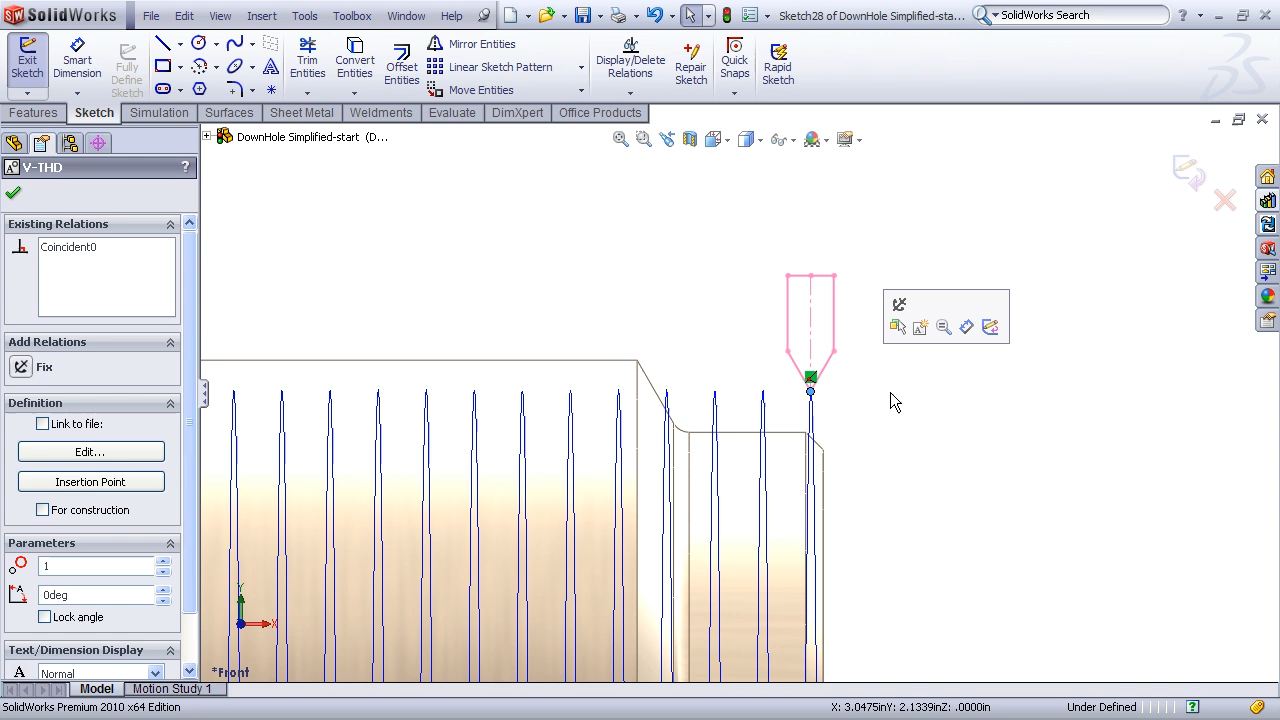 SolidWorks File Edit View Insert Tools Toolbox Window Help Sketch28 of DownHole Simplified-sta... SolidWorks Search ?
Exit Sketch
Smart Dimension
Fully Define Sketch
Trim Entities
Convert Entities
Offset Entities
Mirror Entities
Linear Sketch Pattern
Move Entities
Display/Delete Relations
Repair Sketch
Quick Snaps
Rapid Sketch
Features Sketch Simulation Surfaces Sheet Metal Weldments Evaluate DimXpert Office Products
DownHole Simplified-start (D...
V-THD ?
Existing Relations
Coincident0
Add Relations
Fix
Definition
Link to file:
Edit...
Insertion Point
For construction
Parameters
1
0deg
Lock angle
Text/Dimension Display
A Normal
Y
X
*Front
Model Motion Study 1
SolidWorks Premium 2010 x64 Edition X: 3.0475inY: 2.1339inZ: .0000in Under Defined ?